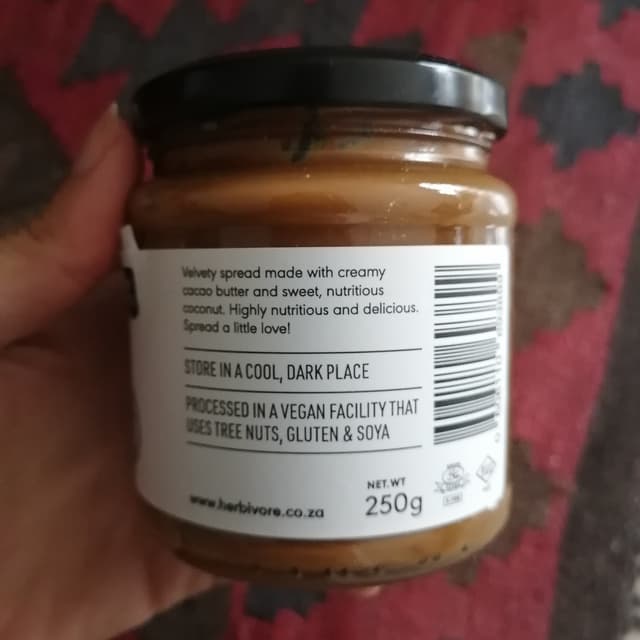 Velvety spread made with creamy
cacao butter and sweet, nutritious
coconut. Highly nutritious and delicious.
Spread a little love!
STORE IN A COOL, DARK PLACE
PROCESSED IN A VEGAN FACILITY THAT
USES TREE NUTS, GLUTEN & SOYA
NET.WT
250g
www.herbivore.co.za